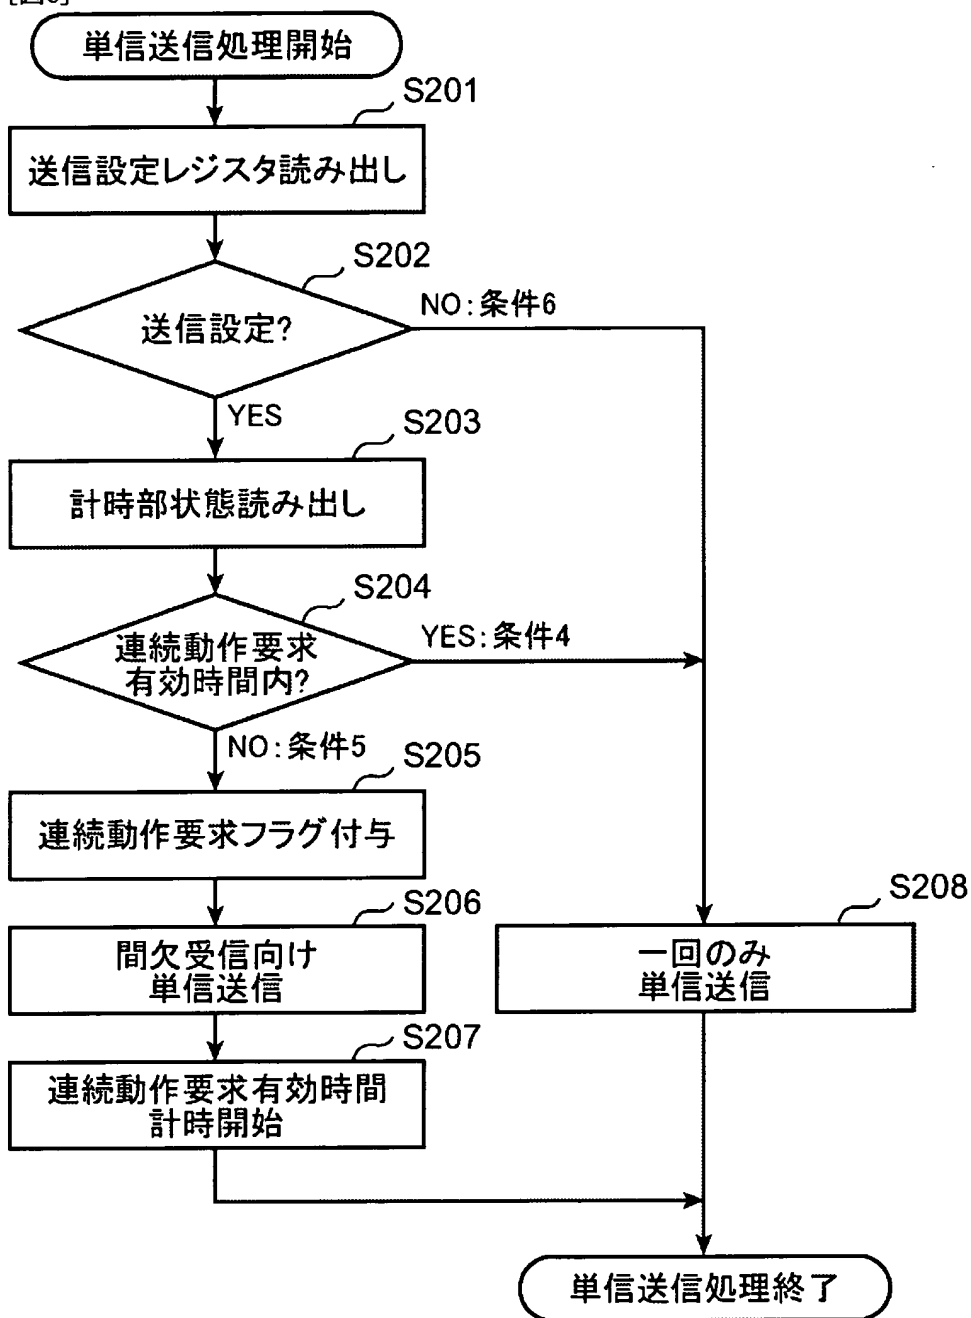 単信送信処理開始
S201
送信設定レジスタ読み出し
S202
送信設定?
NO:条件6
YES
S203
計時部状態読み出し
S204
連続動作要求
有効時間内?
YES:条件4
NO:条件5
S205
連続動作要求フラグ付与
S206
間欠受信向け
単信送信
S208
一回のみ
単信送信
S207
連続動作要求有効時間
計時開始
単信送信処理終了